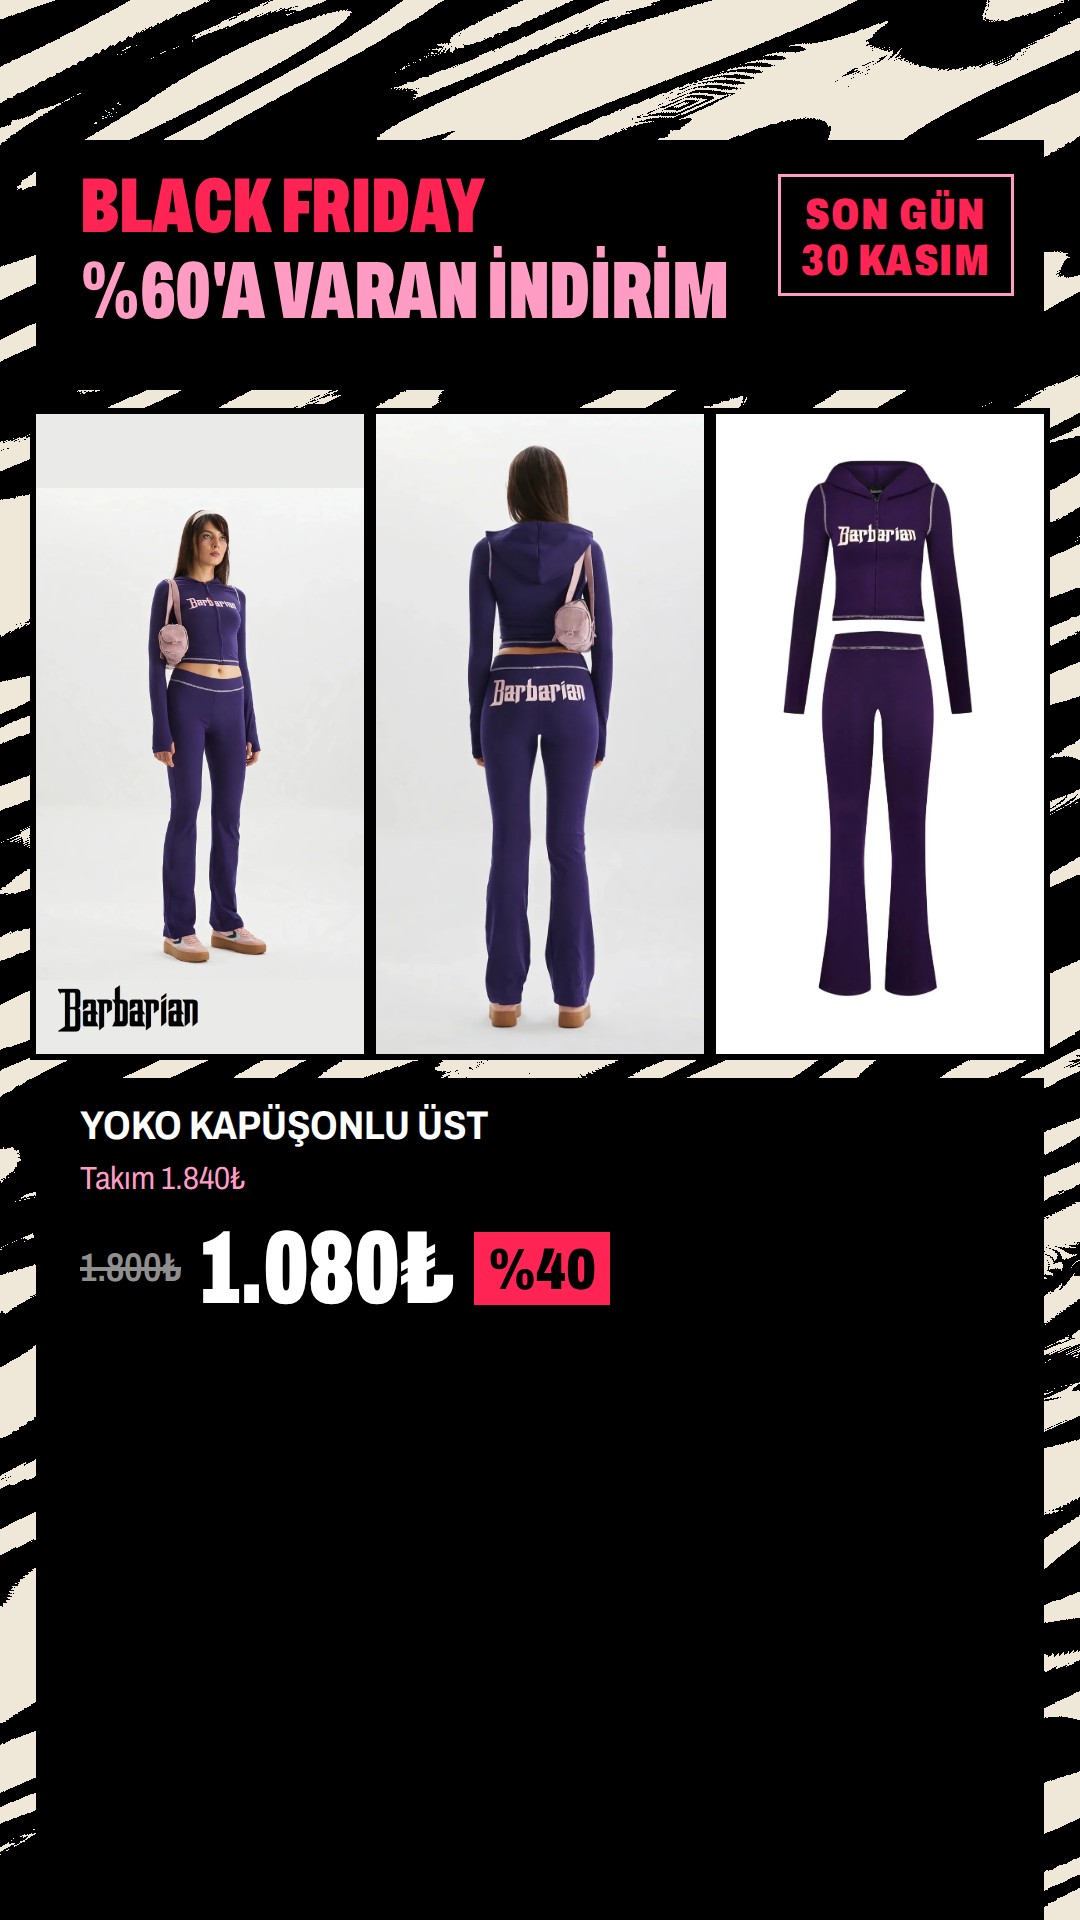 BLACK FRIDAY
%60'A VARAN İNDİRİM
SON GÜN
30 KASIM
Barbarian
Barbarian
Barbarian
Barbarian
YOKO KAPÜŞONLU ÜST
Takım 1.840₺
1.800₺ 1.080₺ %40